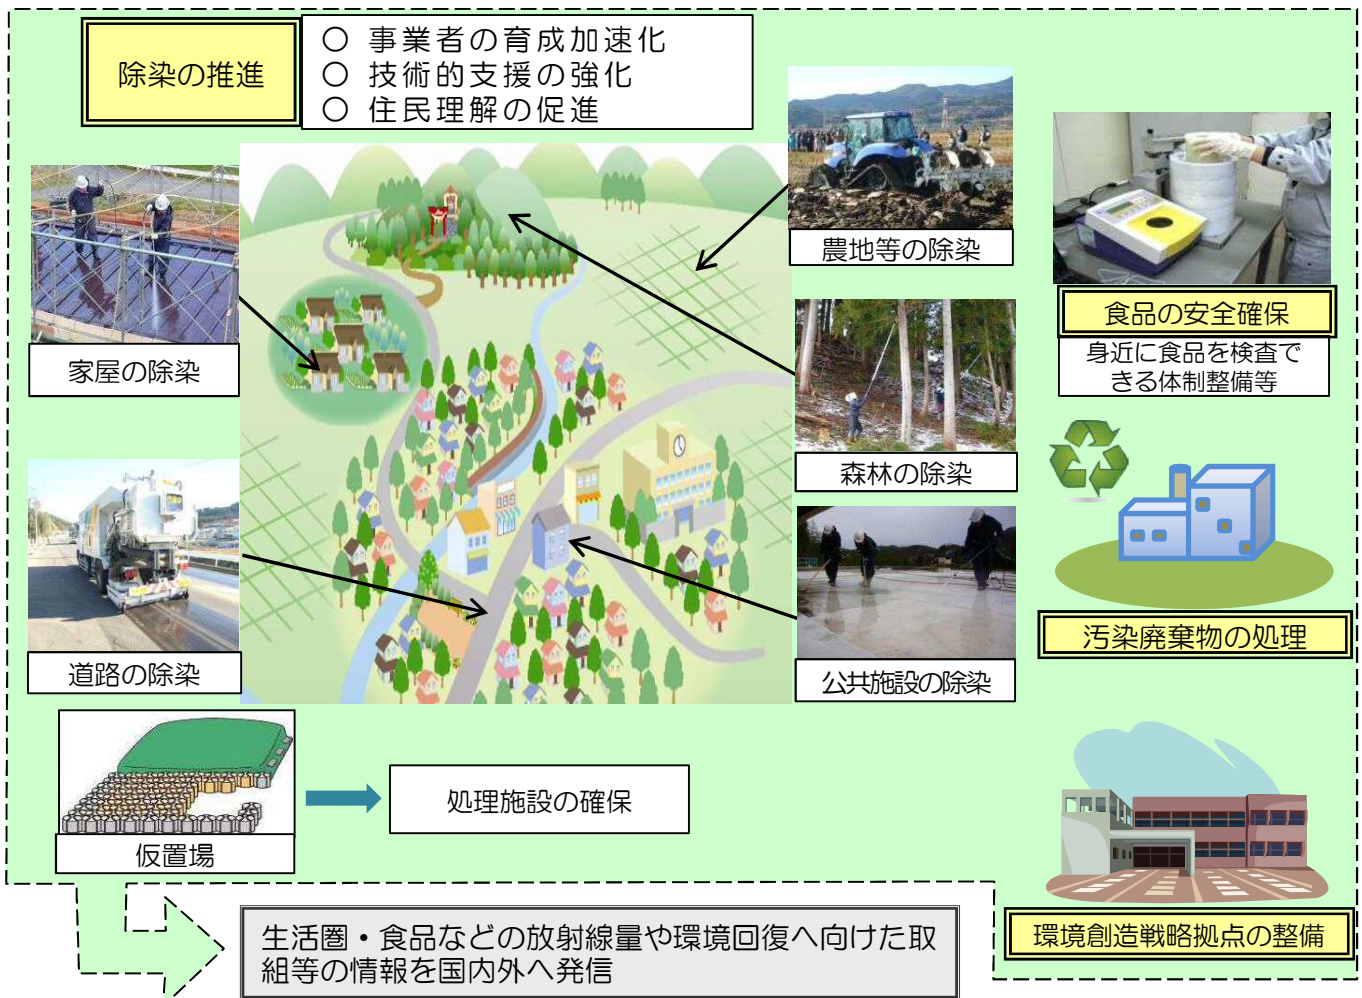 除染の推進
○ 事業者の育成加速化
○ 技術的支援の強化
○ 住民理解の促進
農地等の除染
食品の安全確保
身近に食品を検査で
きる体制整備等
家屋の除染
森林の除染
道路の除染
公共施設の除染
汚染廃棄物の処理
仮置場
処理施設の確保
環境創造戦略拠点の整備
生活圏・食品などの放射線量や環境回復へ向けた取
組等の情報を国内外へ発信